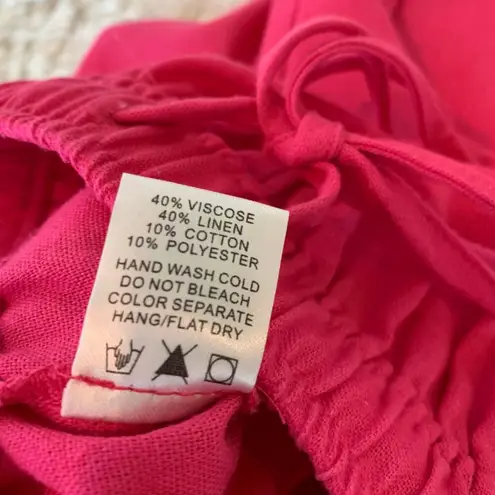 40% VISCOSE
40% LINEN
10% COTTON
10% POLYESTER
HAND WASH COLD
DO NOT BLEACH
COLOR SEPARATE
HANG/FLAT DRY